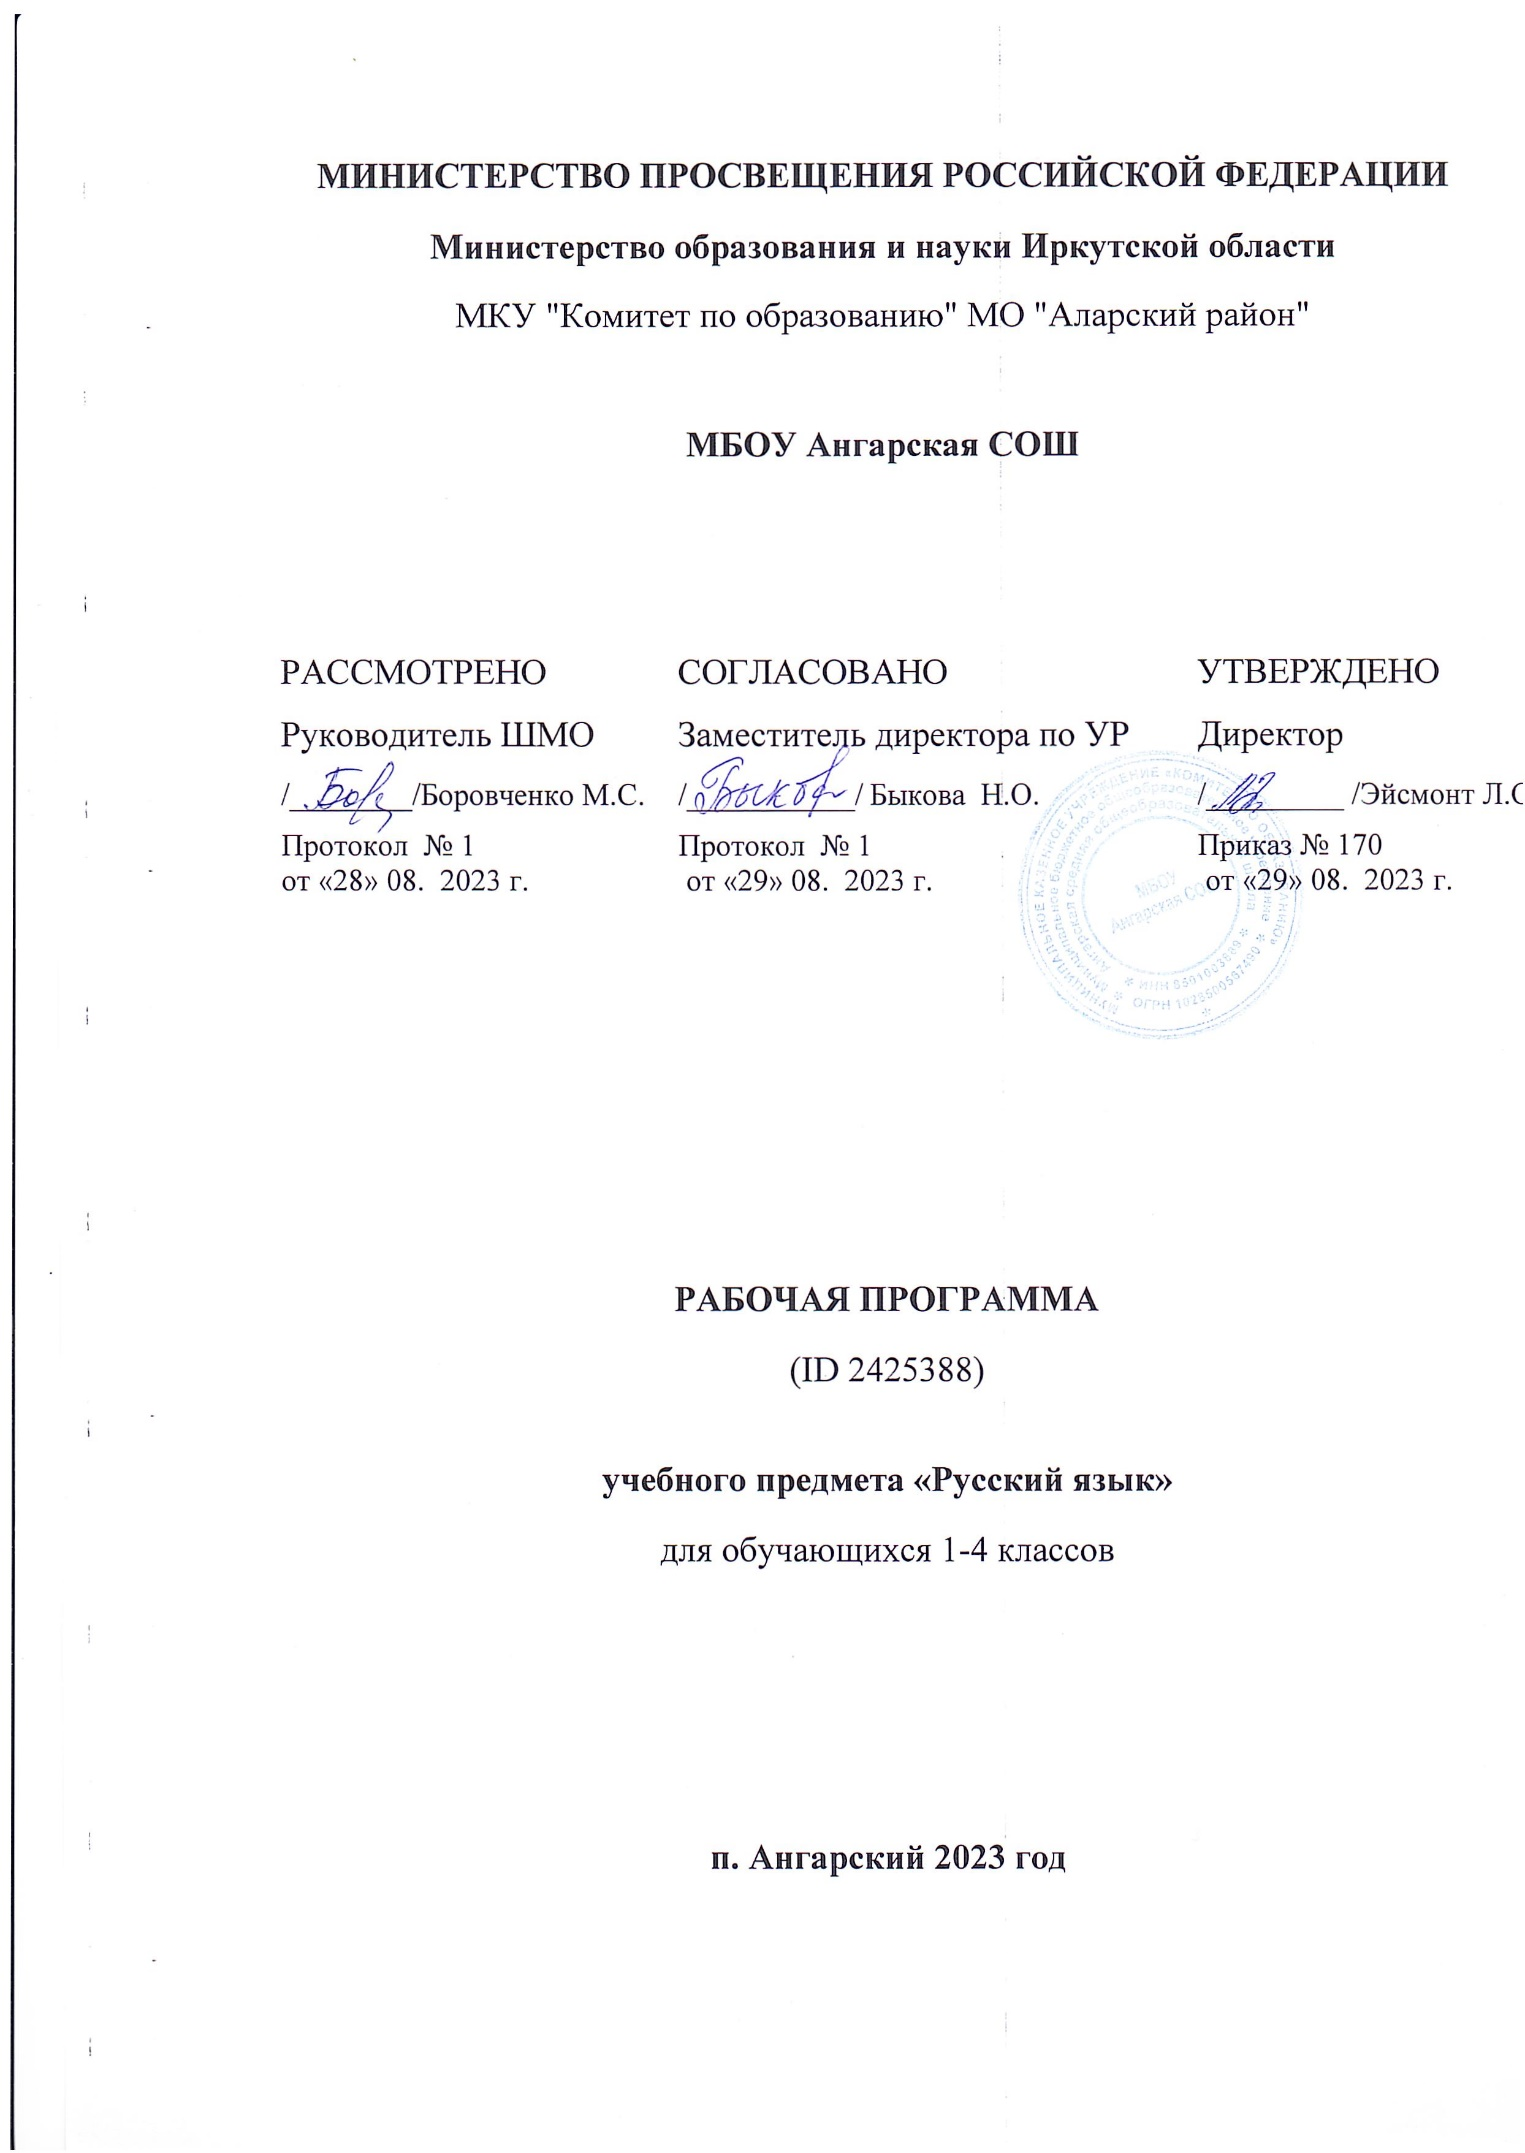 МИНИСТЕРСТВО ПРОСВЕЩЕНИЯ РОССИЙСКОЙ ФЕДЕРАЦИИ
Министерство образования и науки Иркутской области
МКУ "Комитет по образованию" МО "Аларский район"
МБОУ Ангарская СОШ
РАССМОТРЕНО
Руководитель ШМО
/________/Боровченко М.С.
Протокол № 1
от «28» 08. 2023 г.
СОГЛАСОВАНО
Заместитель директора по УР
/Быкова/ Быкова Н.О.
Протокол № 1
от «29» 08. 2023 г.
УТВЕРЖДЕНО
Директор
/_________ /Эйсмонт Л.
Приказ № 170
от «29» 08. 2023 г.
МБОУ
Ангарская
РАБОЧАЯ ПРОГРАММА
(ID 2425388)
учебного предмета «Русский язык»
для обучающихся 1-4 классов
п. Ангарский 2023 год